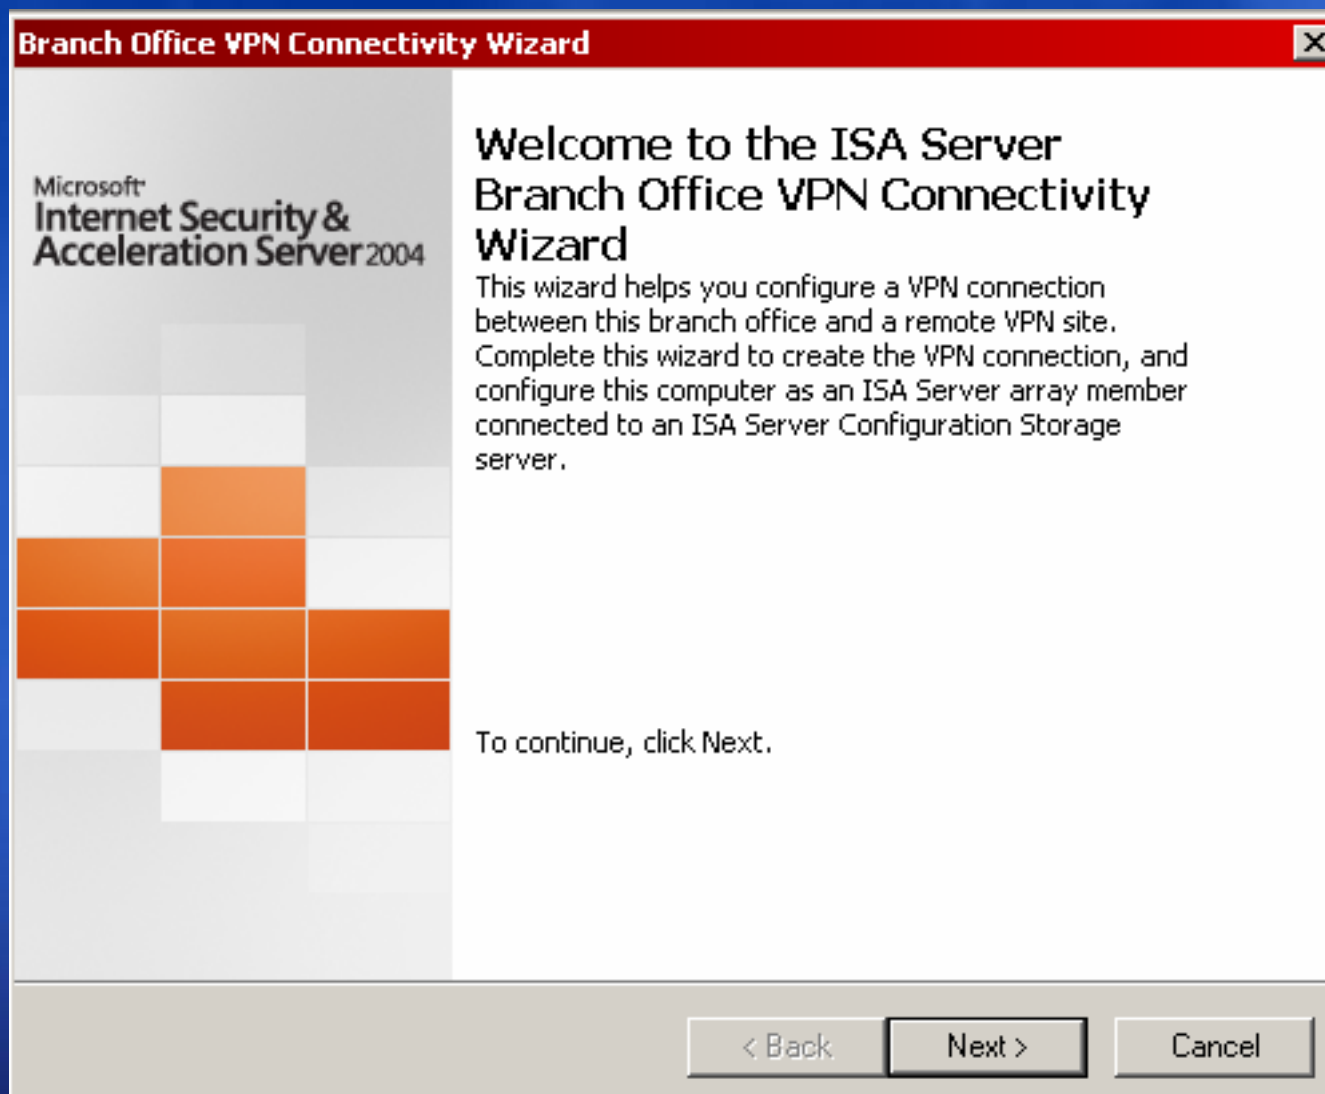 Branch Office VPN Connectivity Wizard
Microsoft
Internet Security &
Acceleration Server 2004
Welcome to the ISA Server
Branch Office VPN Connectivity
Wizard
This wizard helps you configure a VPN connection
between this branch office and a remote VPN site.
Complete this wizard to create the VPN connection, and
configure this computer as an ISA Server array member
connected to an ISA Server Configuration Storage
server.
To continue, click Next.
< Back
Next >
Cancel